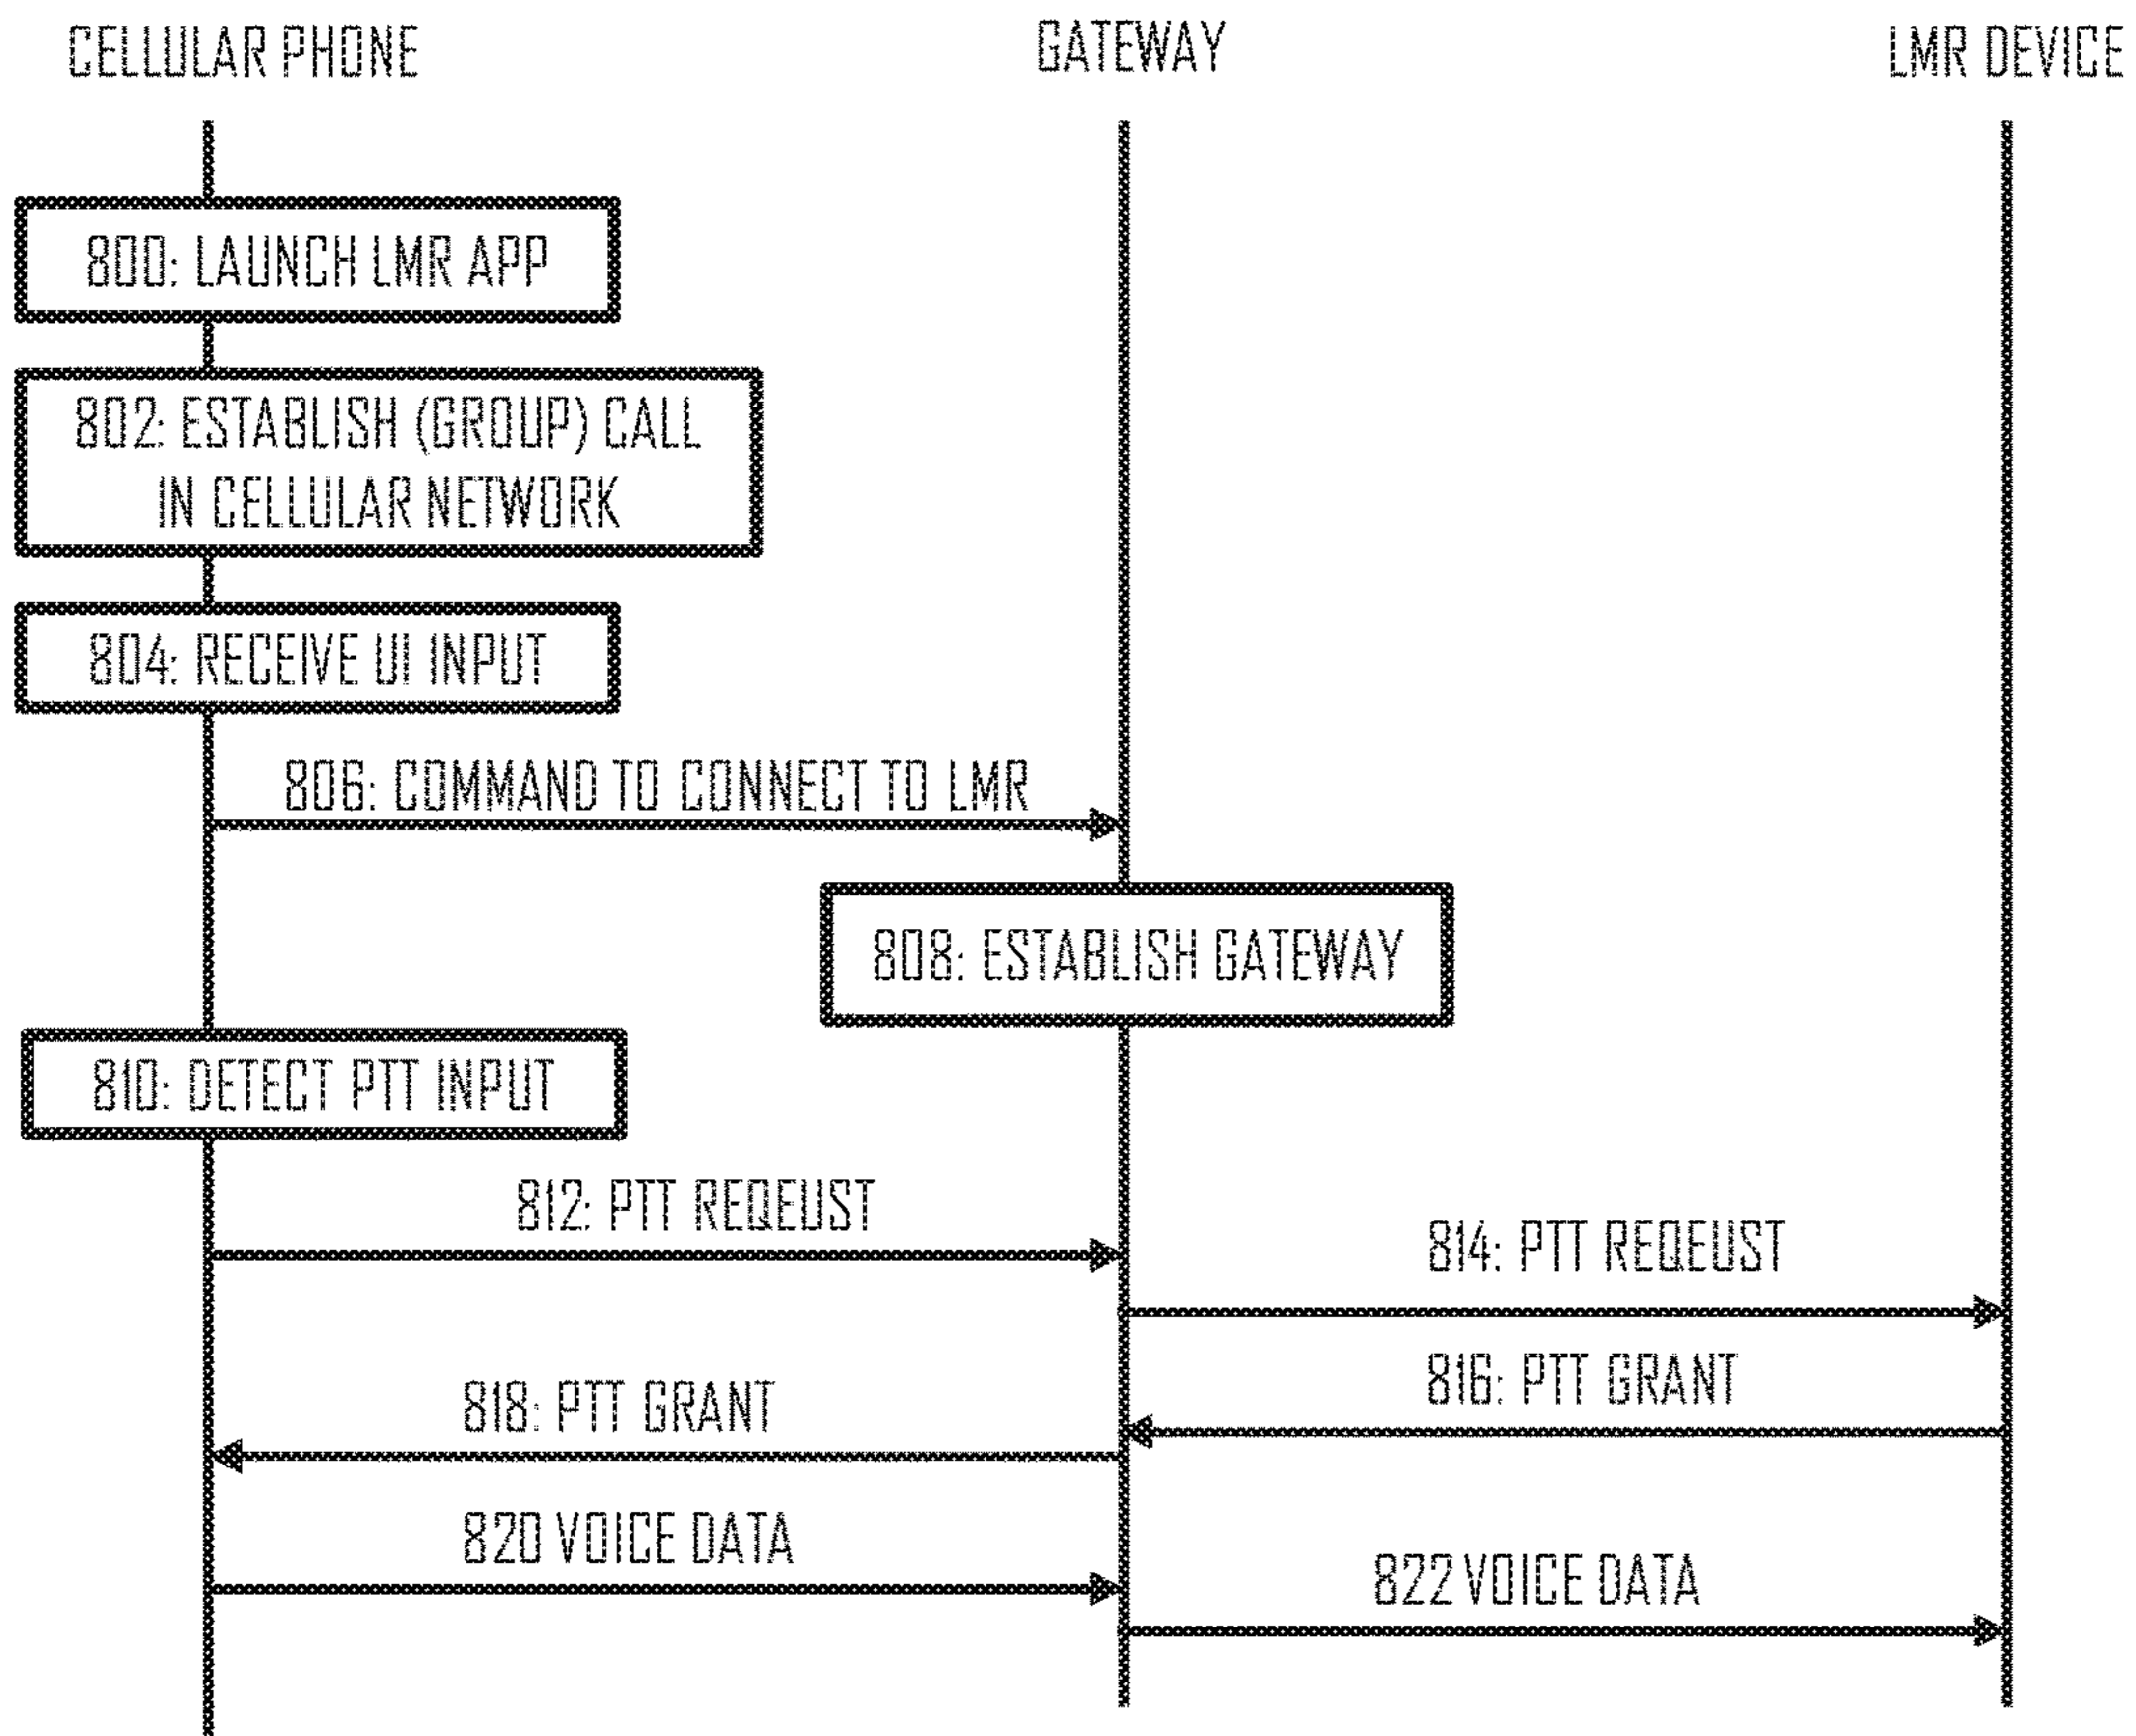 CELLULAR PHONE
GATEWAY
LMR DEVICE
800: LAUNCH LMR APP
802: ESTABLISH (GROUP) CALL
IN CELLULAR NETWORK
804: RECEIVE UI INPUT
806: COMMAND TO CONNECT TO LMR
808: ESTABLISH GATEWAY
810: DETECT PTT INPUT
812: PTT REQEUST
814: PTT REQEUST
816: PTT GRANT
818: PTT GRANT
820 VOICE DATA
822 VOICE DATA